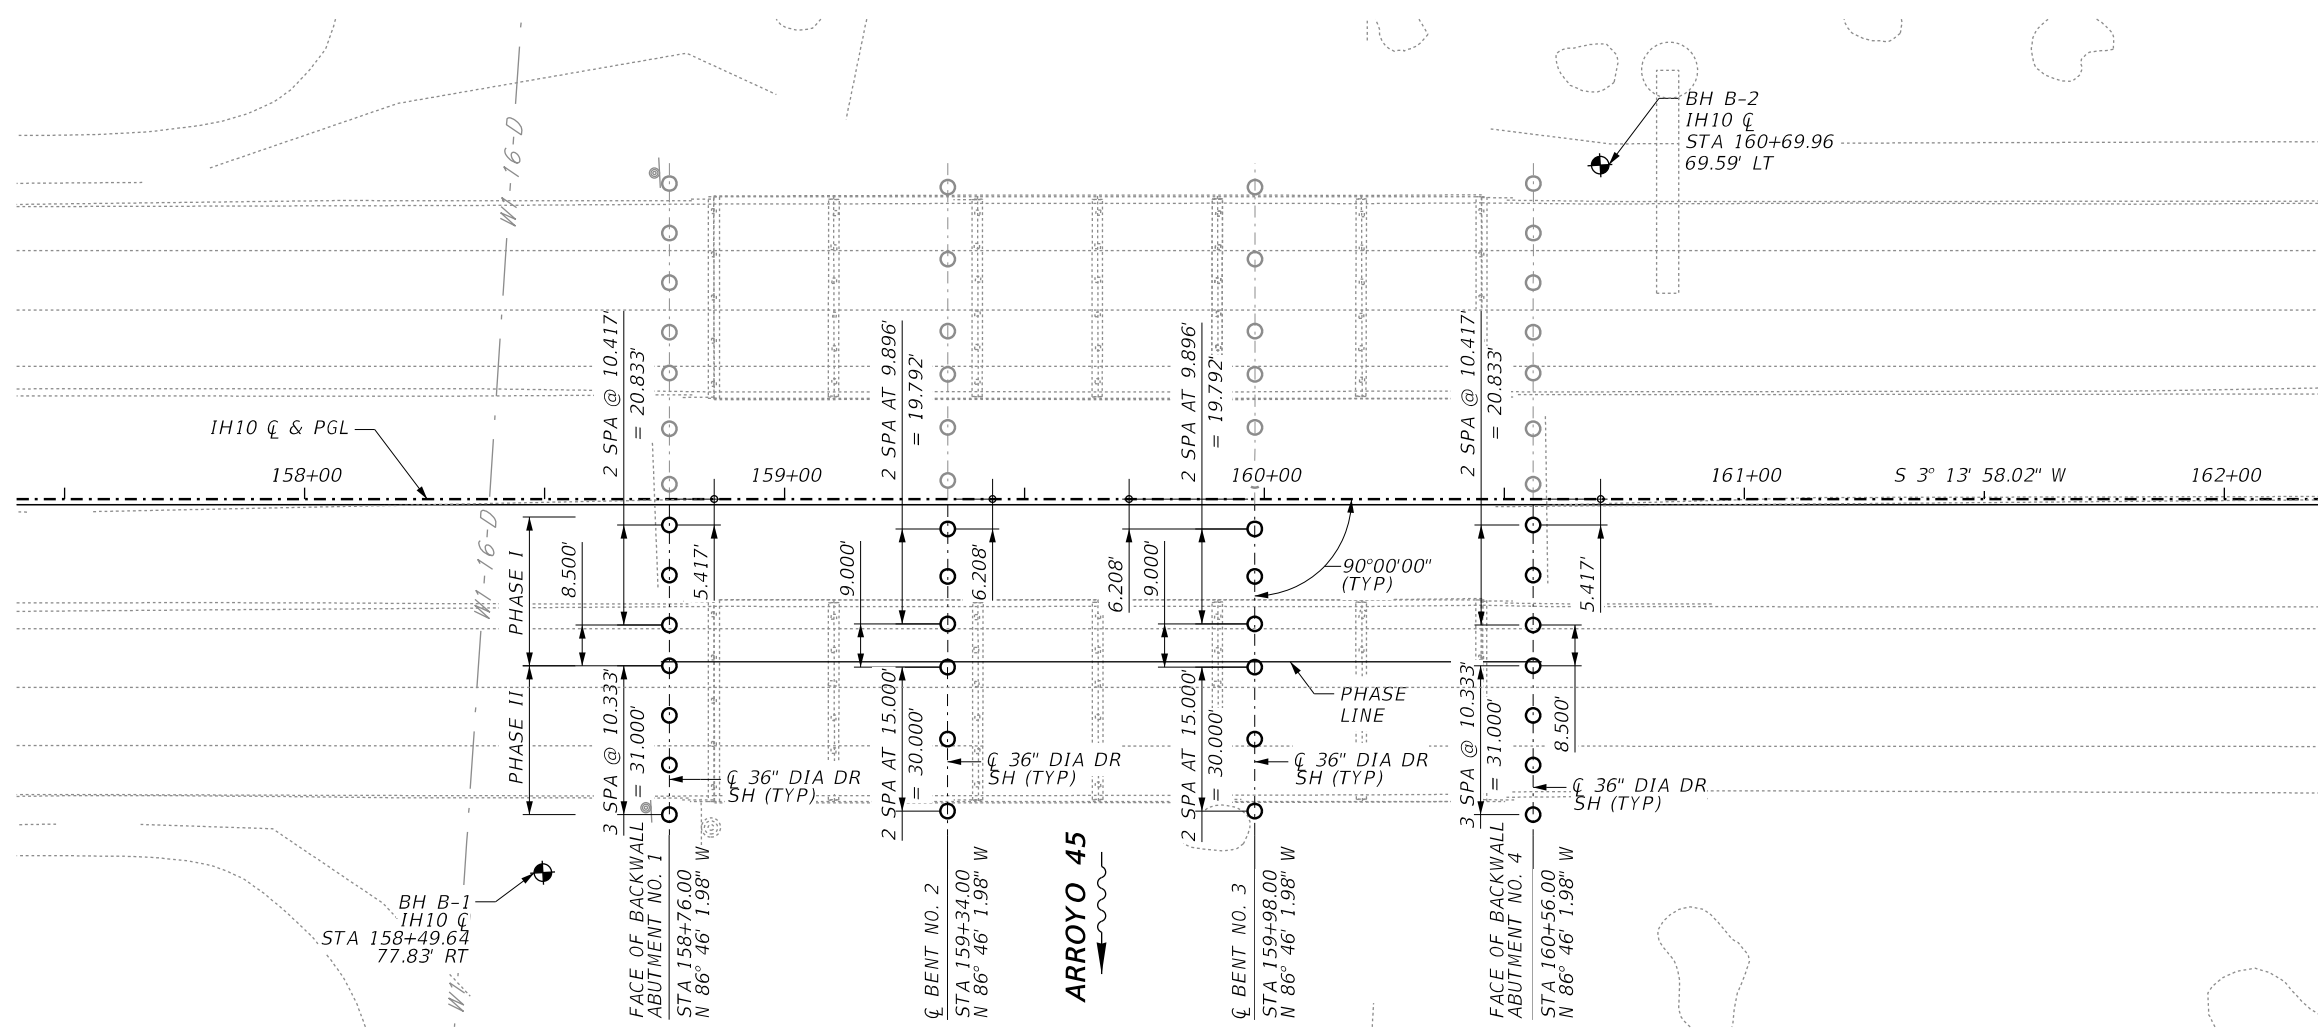 BH B-2
IH10 ℄
STA 160+69.96
69.59' LT
W1-16-D
IH10 ℄ & PGL
158+00
159+00
160+00
161+00
S 3° 13' 58.02" W
162+00
2 SPA @ 10.417'
= 20.833'
2 SPA AT 9.896'
= 19.792'
2 SPA AT 9.896'
= 19.792'
2 SPA @ 10.417'
= 20.833'
W1-16-D
PHASE I
8.500'
5.417'
9.000'
6.208'
6.208'
9.000'
90°00'00"
(TYP)
5.417'
PHASE II
3 SPA @ 10.333'
= 31.000'
2 SPA AT 15.000'
= 30.000'
2 SPA AT 15.000'
= 30.000'
PHASE
LINE
3 SPA @ 10.333'
= 31.000'
8.500'
℄ 36" DIA DR
SH (TYP)
℄ 36" DIA DR
SH (TYP)
℄ 36" DIA DR
SH (TYP)
℄ 36" DIA DR
SH (TYP)
BH B-1
IH10 ℄
STA 158+49.64
77.83' RT
W1-
FACE OF BACKWALL
ABUTMENT NO. 1
STA 158+76.00
N 86° 46' 1.98" W
℄ BENT NO. 2
STA 159+34.00
N 86° 46' 1.98" W
ARROYO 45
℄ BENT NO. 3
STA 159+98.00
N 86° 46' 1.98" W
FACE OF BACKWALL
ABUTMENT NO. 4
STA 160+56.00
N 86° 46' 1.98" W